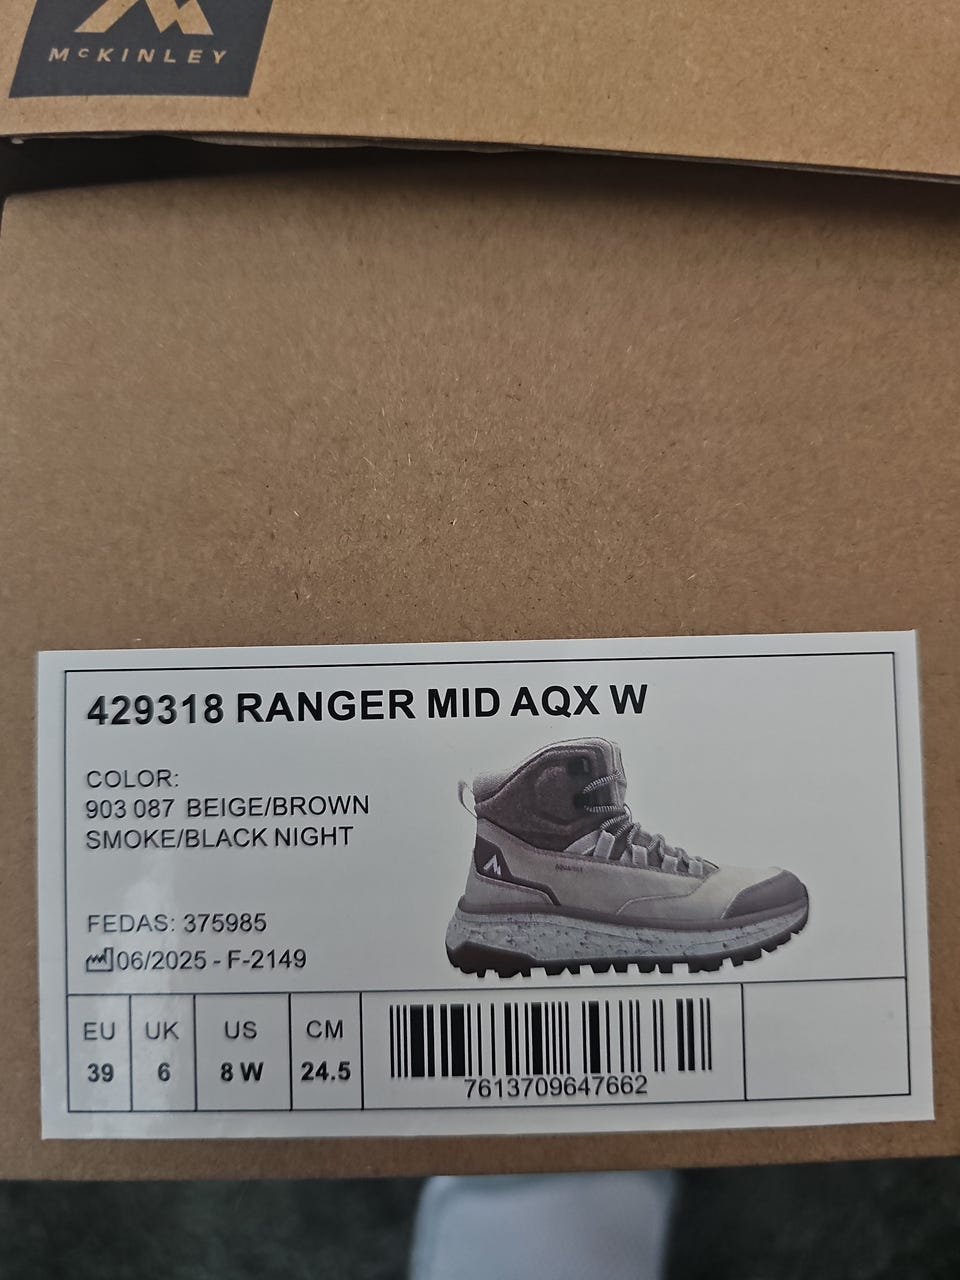 McKINLEY
429318 RANGER MID AQX W
COLOR:
903 087 BEIGE/BROWN
SMOKE/BLACK NIGHT
FEDAS: 375985
06/2025 - F-2149
EU UK US CM
39 6 8 W 24.5
7613709647662